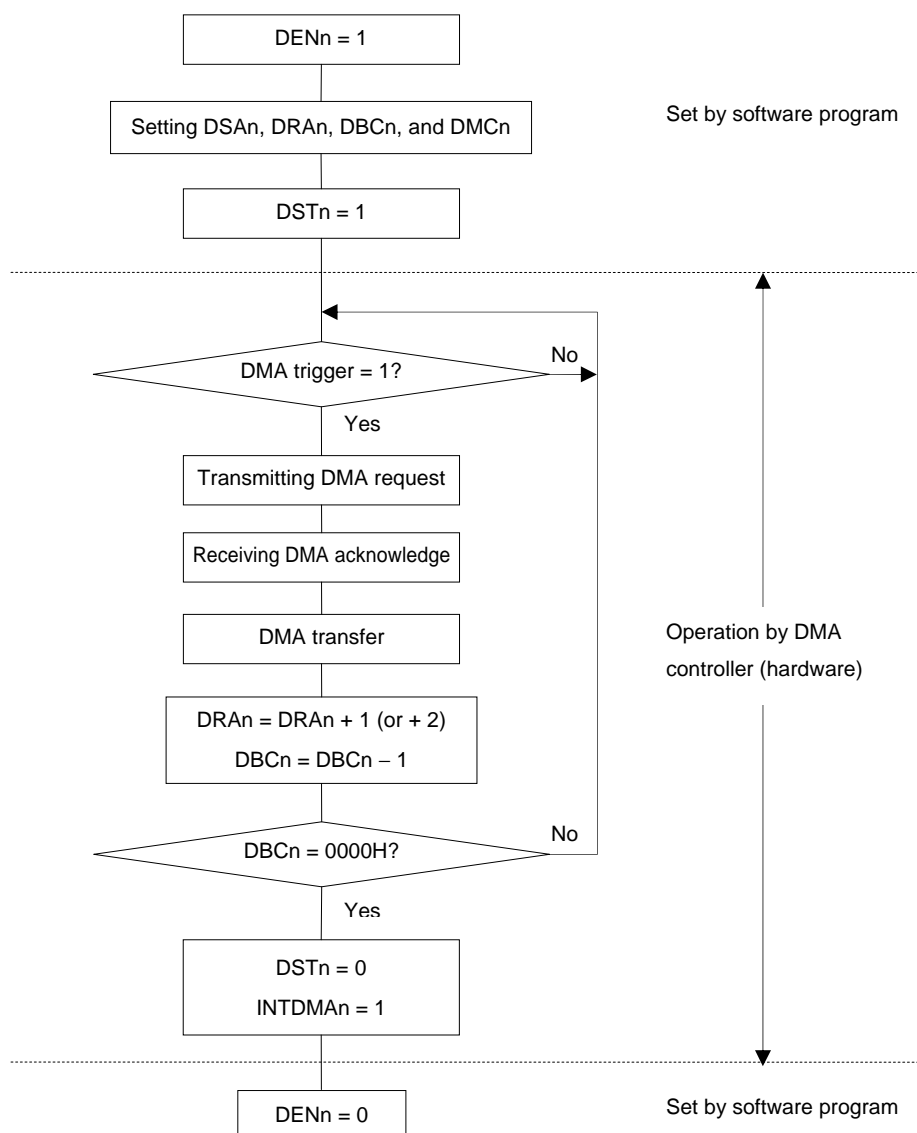 DENn = 1
Setting DSAn, DRAn, DBCn, and DMCn
Set by software program
DSTn = 1
DMA trigger = 1?
No
Yes
Transmitting DMA request
Receiving DMA acknowledge
DMA transfer
Operation by DMA
controller (hardware)
DRAn = DRAn + 1 (or + 2)
DBCn = DBCn − 1
DBCn = 0000H?
No
Yes
DSTn = 0
INTDMAn = 1
DENn = 0
Set by software program